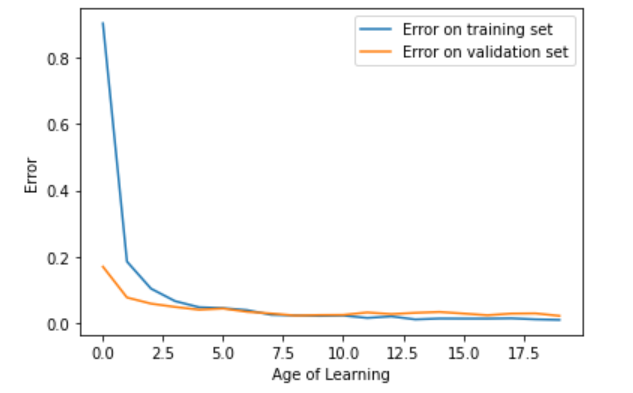 Error on training set
Error on validation set
0.8
0.6
0.4
0.2
0.0
Error
0.0 2.5 5.0 7.5 10.0 12.5 15.0 17.5
Age of Learning